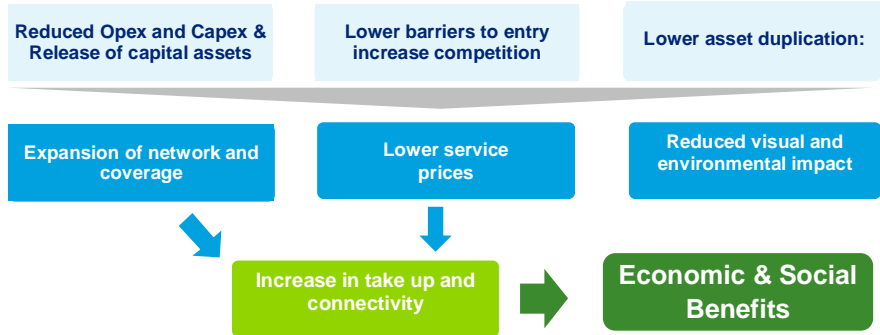 Reduced Opex and Capex &
Release of capital assets
Lower barriers to entry
increase competition
Lower asset duplication:
Expansion of network and
coverage
Lower service
prices
Reduced visual and
environmental impact
Increase in take up and
connectivity
Economic & Social
Benefits